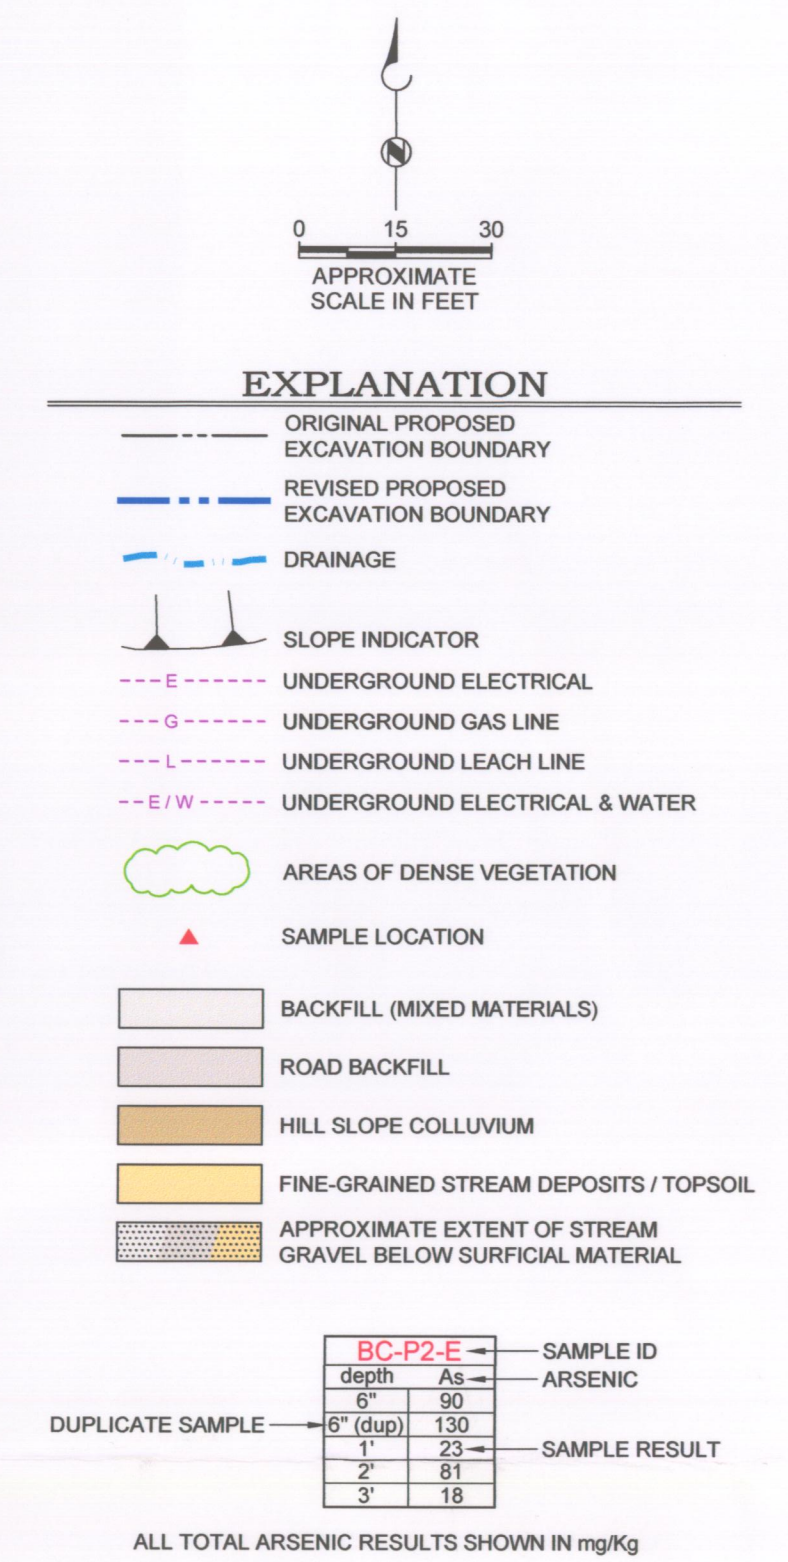 N
0 15 30
APPROXIMATE
SCALE IN FEET
EXPLANATION
ORIGINAL PROPOSED
EXCAVATION BOUNDARY
REVISED PROPOSED
EXCAVATION BOUNDARY
DRAINAGE
SLOPE INDICATOR
E UNDERGROUND ELECTRICAL
G UNDERGROUND GAS LINE
L UNDERGROUND LEACH LINE
E / W UNDERGROUND ELECTRICAL & WATER
AREAS OF DENSE VEGETATION
SAMPLE LOCATION
BACKFILL (MIXED MATERIALS)
ROAD BACKFILL
HILL SLOPE COLLUVIUM
FINE-GRAINED STREAM DEPOSITS / TOPSOIL
APPROXIMATE EXTENT OF STREAM
GRAVEL BELOW SURFICIAL MATERIAL
BC-P2-E SAMPLE ID
depth As ARSENIC
6" 90
DUPLICATE SAMPLE 6" (dup) 130
1' 23 SAMPLE RESULT
2' 81
3' 18
ALL TOTAL ARSENIC RESULTS SHOWN IN mg/Kg